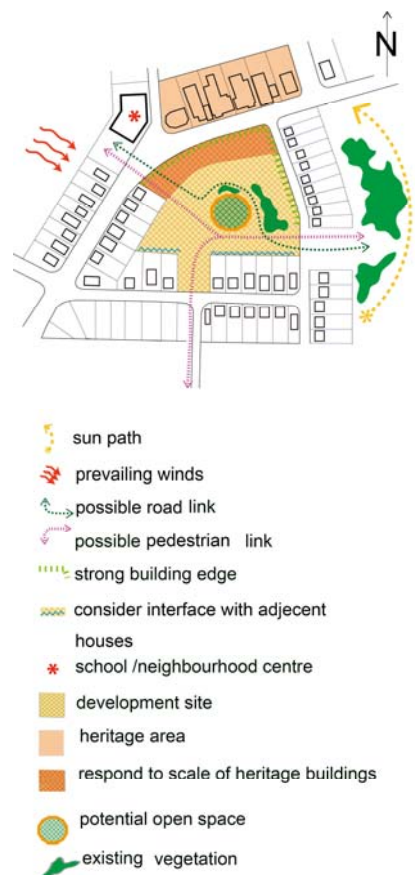 N
sun path
prevailing winds
possible road link
possible pedestrian link
strong building edge
consider interface with adjecent
houses
school /neighbourhood centre
development site
heritage area
respond to scale of heritage buildings
potential open space
existing vegetation